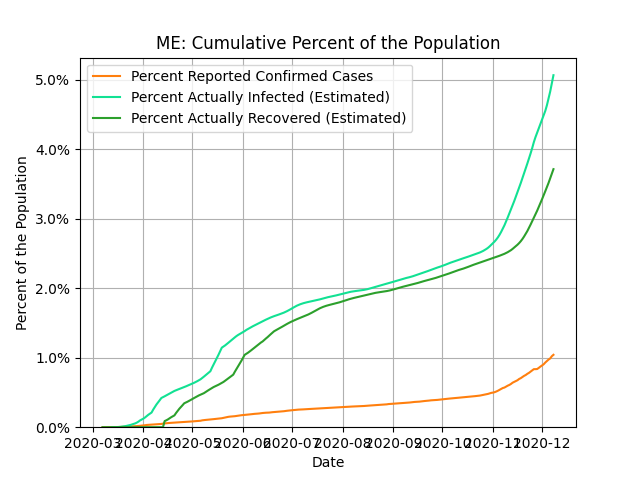 ME: Cumulative Percent of the Population
Percent Reported Confirmed Cases
Percent Actually Infected (Estimated)
Percent Actually Recovered (Estimated)
5.0%
4.0%
3.0%
2.0%
1.0%
0.0%
Percent of the Population
2020-03 2020-04 2020-05 2020-06 2020-07 2020-08 2020-09 2020-10 2020-11 2020-12
Date